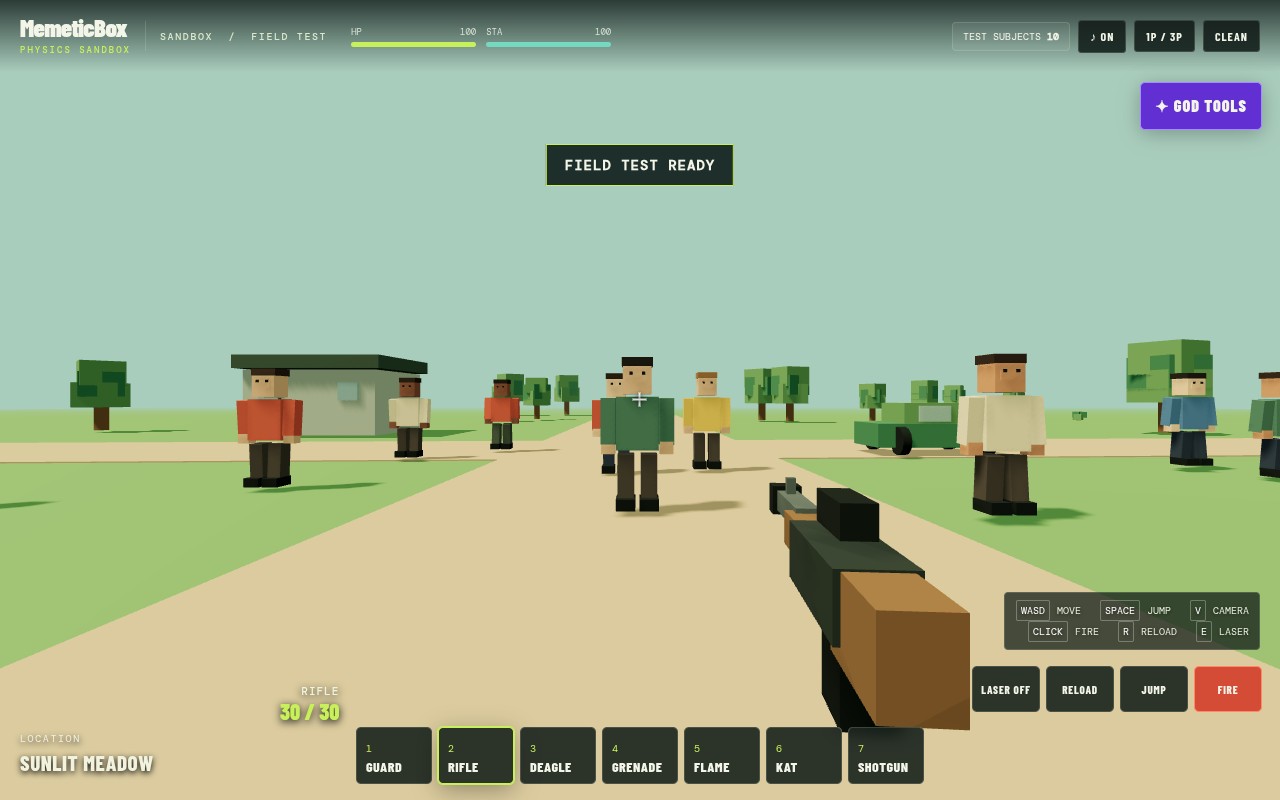 MemeticBox
PHYSICS SANDBOX
SANDBOX / FIELD TEST
HP 100
STA 100
TEST SUBJECTS 10
♪ ON
1P / 3P
CLEAN
✦ GOD TOOLS
FIELD TEST READY
WASD MOVE SPACE JUMP V CAMERA
CLICK FIRE R RELOAD E LASER
LASER OFF
RELOAD
JUMP
FIRE
RIFLE
30 / 30
LOCATION
SUNLIT MEADOW
1 GUARD
2 RIFLE
3 DEAGLE
4 GRENADE
5 FLAME
6 KAT
7 SHOTGUN